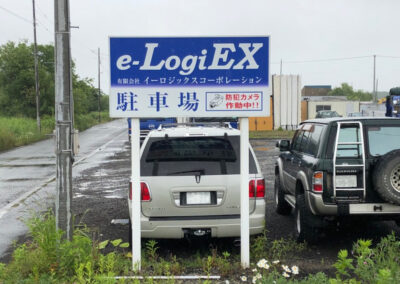 e-LogiEX
有限会社 イーロジックスコーポレーション
駐車場
防犯カメラ
作動中!!